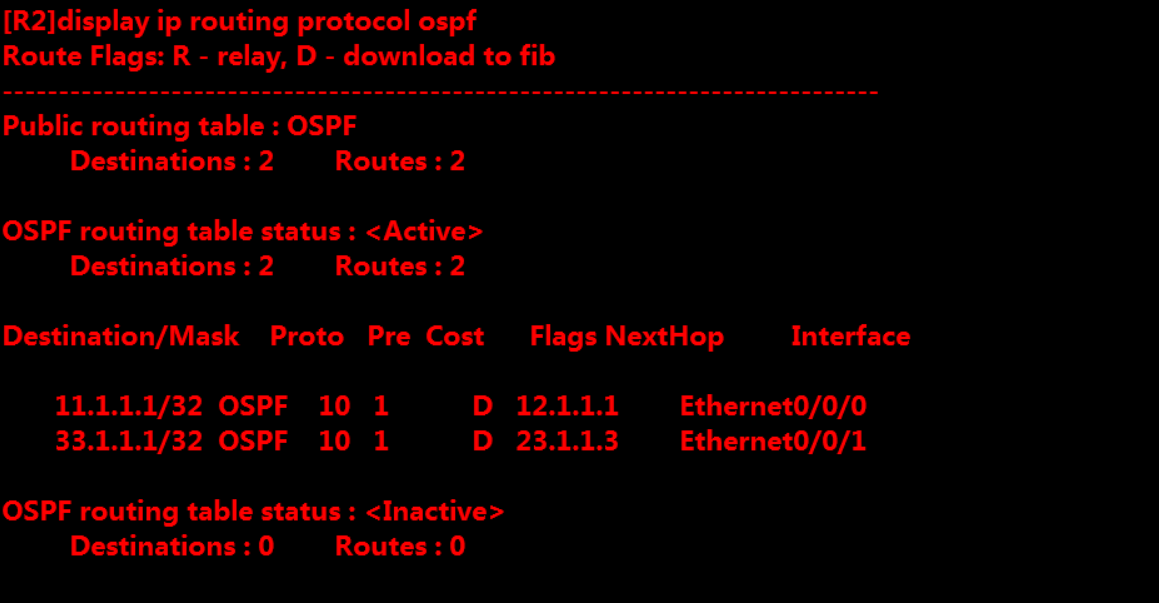 [R2]display ip routing protocol ospf
Route Flags: R - relay, D - download to fib
------------------------------------------------------------------------------
Public routing table : OSPF
Destinations : 2 Routes : 2
OSPF routing table status : <Active>
Destinations : 2 Routes : 2
Destination/Mask Proto Pre Cost Flags NextHop Interface
11.1.1.1/32 OSPF 10 1 D 12.1.1.1 Ethernet0/0/0
33.1.1.1/32 OSPF 10 1 D 23.1.1.3 Ethernet0/0/1
OSPF routing table status : <Inactive>
Destinations : 0 Routes : 0